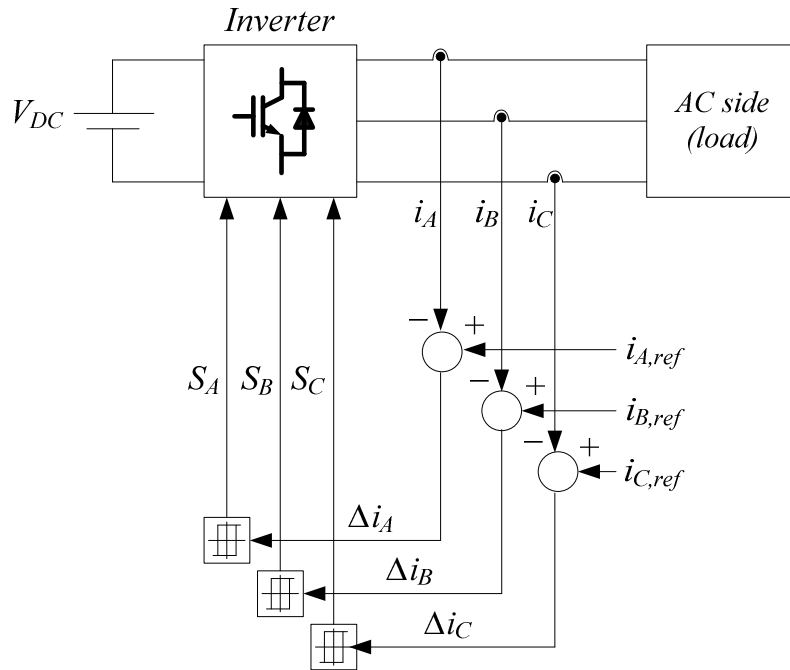 Inverter
V_DC
AC side
(load)
i_A
i_B
i_C
− +
i_A,ref
S_A
S_B
S_C
− +
i_B,ref
− +
i_C,ref
Δi_A
Δi_B
Δi_C